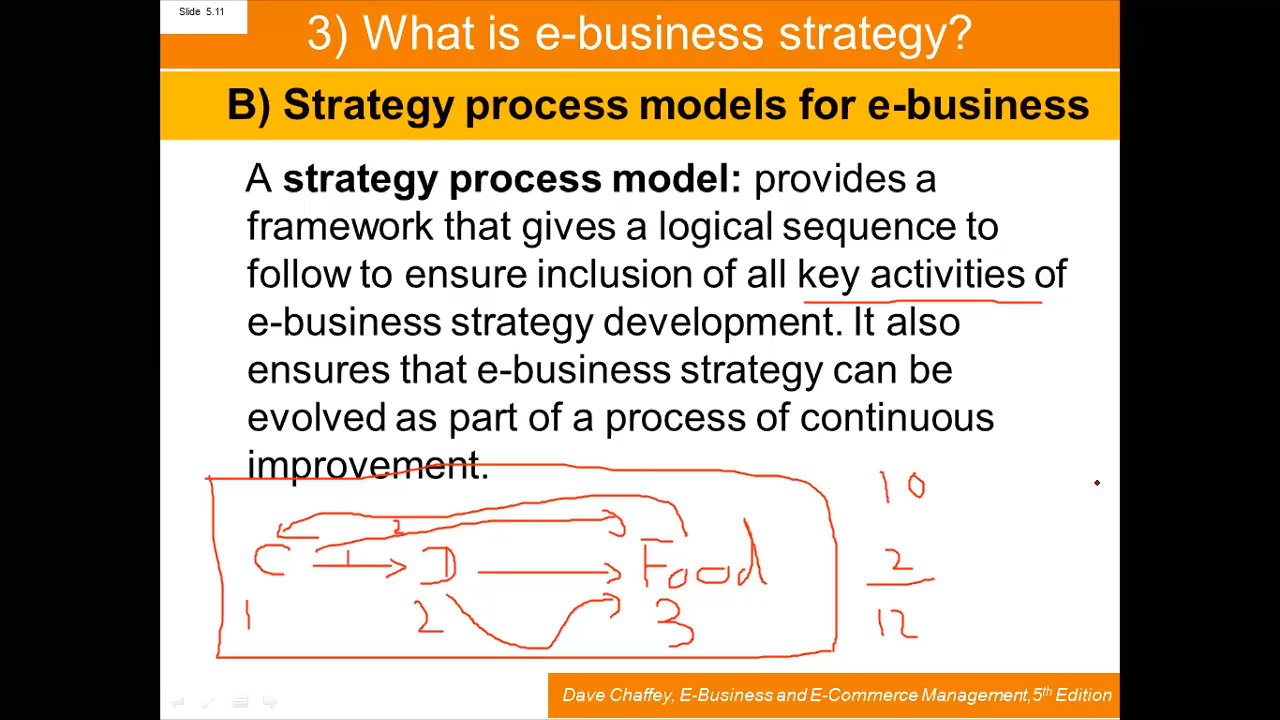 Slide 5.11
3) What is e-business strategy?
B) Strategy process models for e-business
A strategy process model: provides a
framework that gives a logical sequence to
follow to ensure inclusion of all key activities of
e-business strategy development. It also
ensures that e-business strategy can be
evolved as part of a process of continuous
improvement.
10
2
C 1 D Food
2
12
1 2 3
Dave Chaffey, E-Business and E-Commerce Management,5th Edition